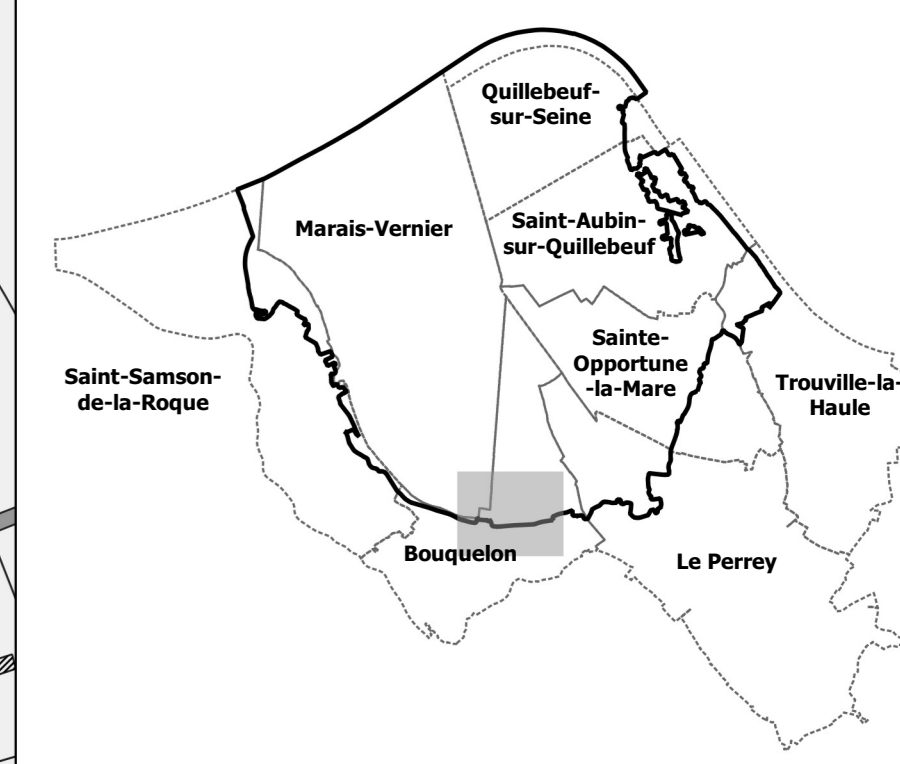 Quillebeuf-
sur-Seine
Marais-Vernier
Saint-Aubin-
sur-Quillebeuf
Sainte-
Opportune
-la-Mare
Saint-Samson-
de-la-Roque
Trouville-la-
Haule
Bouquelon
Le Perrey